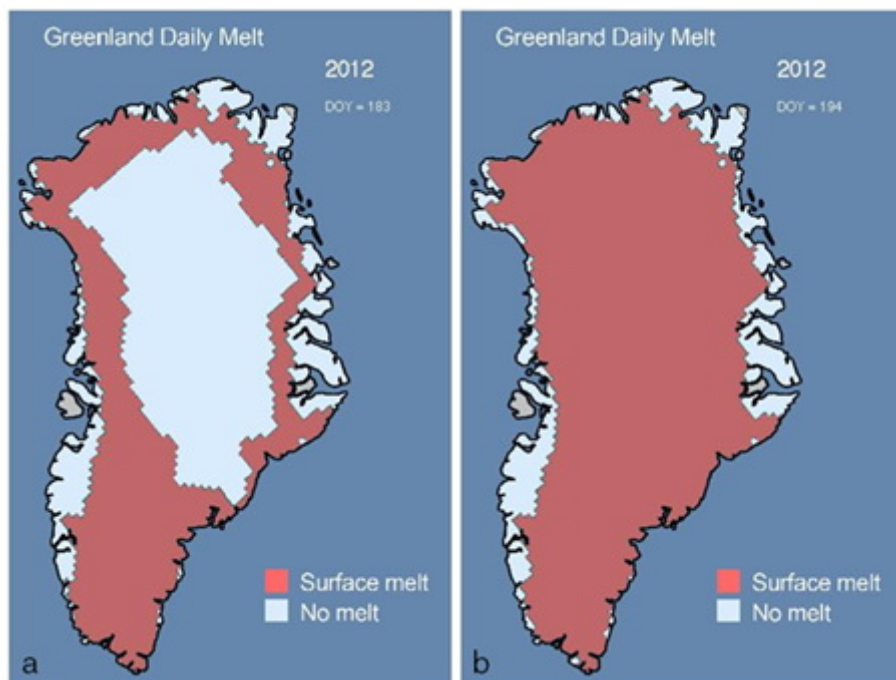 Greenland Daily Melt
2012
DOY = 183
Surface melt
No melt
a
Greenland Daily Melt
2012
DOY = 194
Surface melt
No melt
b